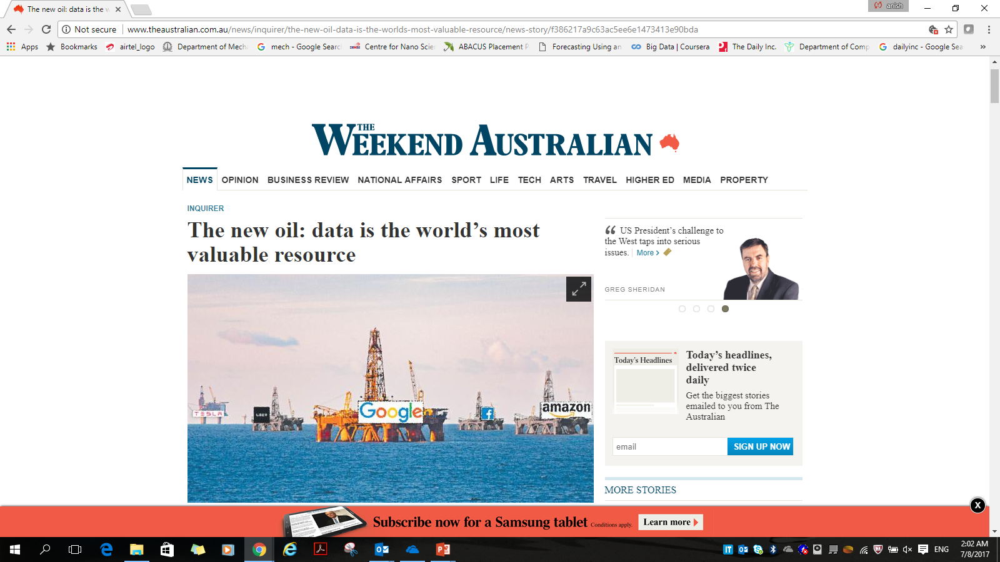 The new oil: data is the w
anish
Not secure
www.theaustralian.com.au/news/inquirer/the-new-oil-data-is-the-worlds-most-valuable-resource/news-story/f386217a9c63ac5ee6e1473413e90bda
Apps
Bookmarks
airtel_logo
Department of Mech
mech - Google Searc
Centre for Nano Scie
ABACUS Placement P
Forecasting Using an
Big Data | Coursera
The Daily Inc.
Department of Comp
dailyinc - Google Sea
»
THE WEEKEND AUSTRALIAN
NEWS OPINION BUSINESS REVIEW NATIONAL AFFAIRS SPORT LIFE TECH ARTS TRAVEL HIGHER ED MEDIA PROPERTY
INQUIRER
The new oil: data is the world’s most
valuable resource
TESLA
UBER
Google
f
amazon
“ US President’s challenge to
the West taps into serious
issues. | More ›
GREG SHERIDAN
Today’s Headlines
Today’s headlines,
delivered twice
daily
Get the biggest stories
emailed to you from The
Australian
email
SIGN UP NOW
MORE STORIES
X
Subscribe now for a Samsung tablet Conditions apply.
Learn more
ENG
2:02 AM
7/8/2017